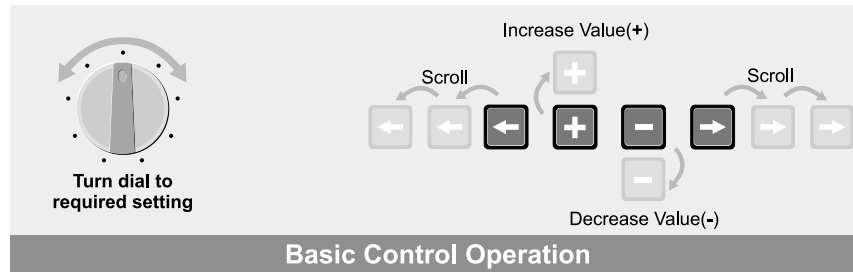 Increase Value(+)
Scroll
Scroll
Turn dial to
required setting
Decrease Value(-)
Basic Control Operation